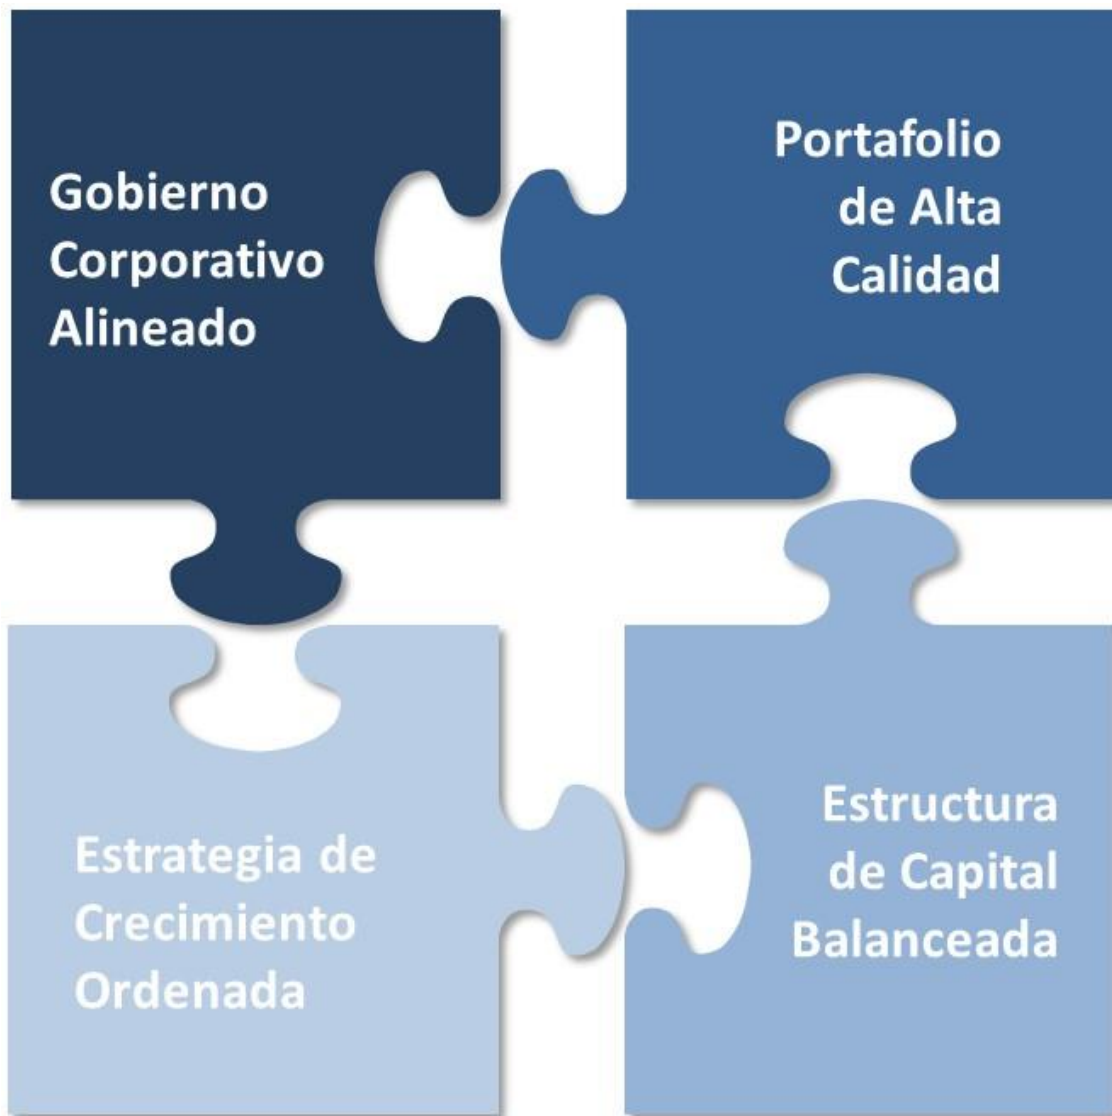 Gobierno
Corporativo
Alineado
Portafolio
de Alta
Calidad
Estrategia de
Crecimiento
Ordenada
Estructura
de Capital
Balanceada